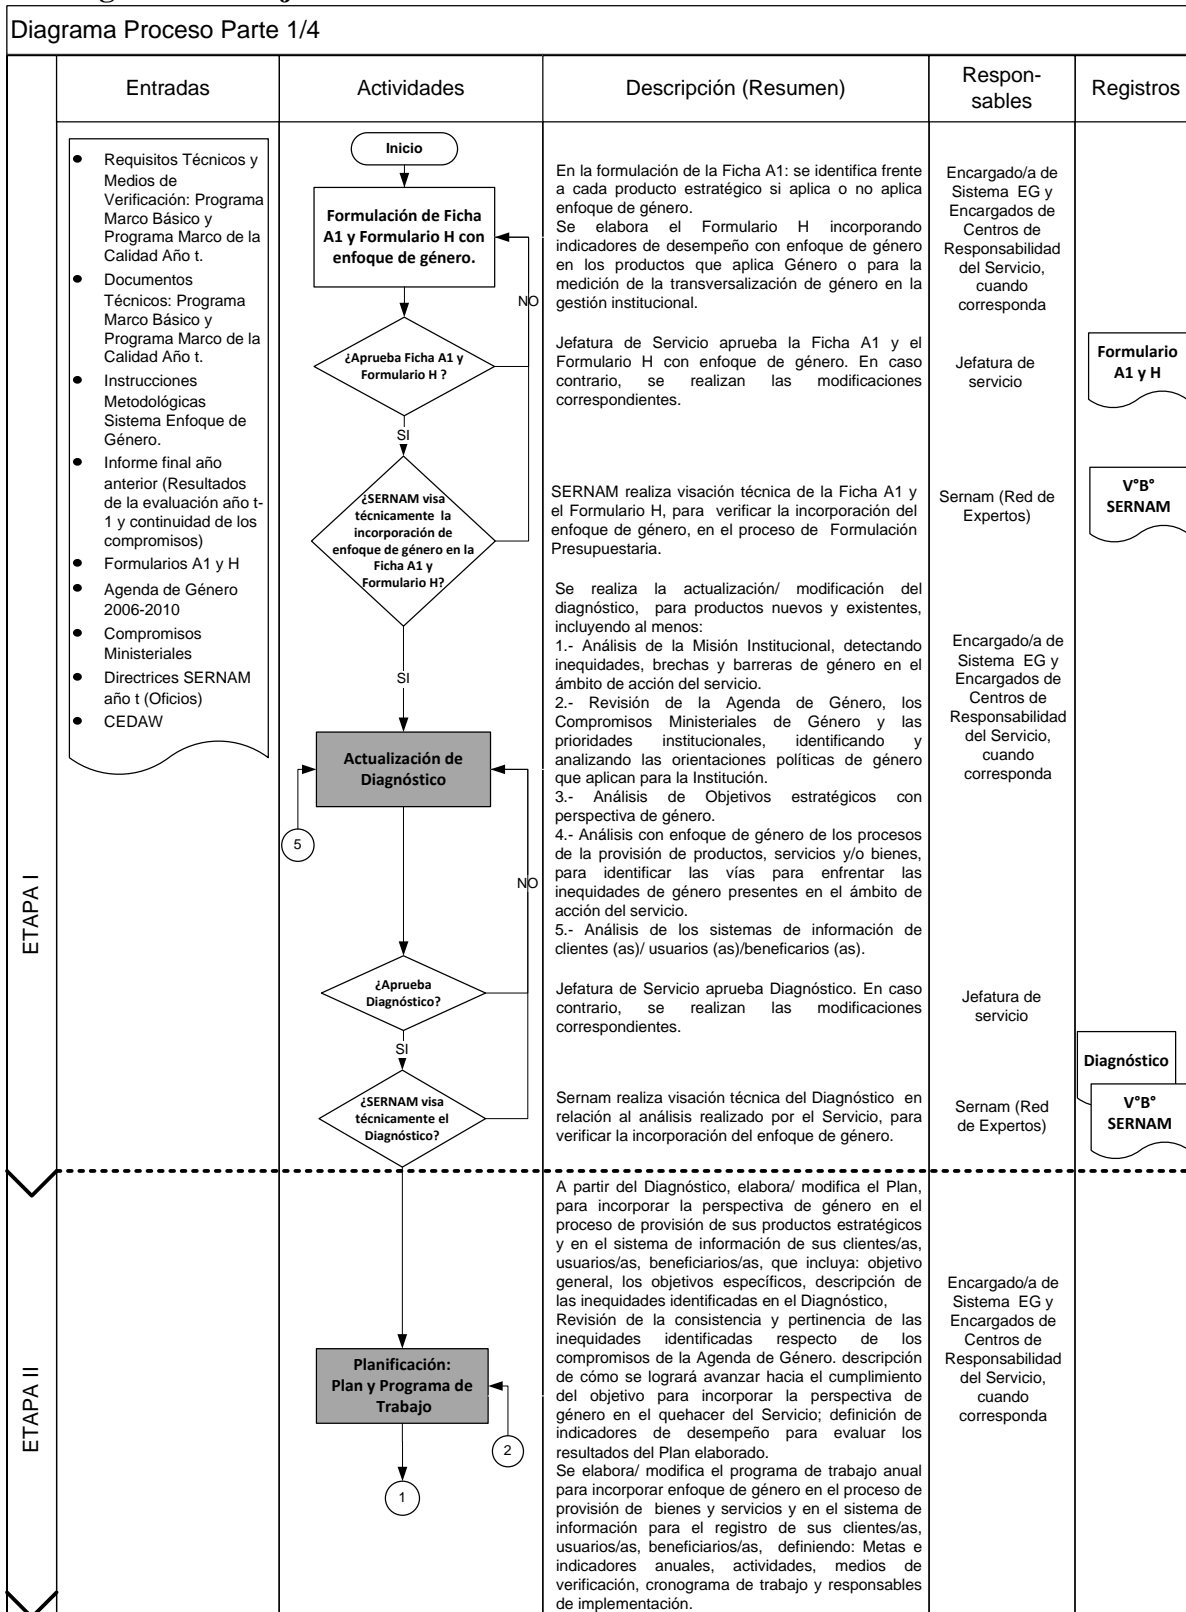 Diagrama Proceso Parte 1/4
Entradas
Actividades
Descripción (Resumen)
Respon-
sables
Registros
ETAPA I
● Requisitos Técnicos y
Medios de
Verificación: Programa
Marco Básico y
Programa Marco de la
Calidad Año t.
● Documentos
Técnicos: Programa
Marco Básico y
Programa Marco de la
Calidad Año t.
● Instrucciones
Metodológicas
Sistema Enfoque de
Género.
● Informe final año
anterior (Resultados
de la evaluación año t-
1 y continuidad de los
compromisos)
● Formularios A1 y H
● Agenda de Género
2006-2010
● Compromisos
Ministeriales
● Directrices SERNAM
año t (Oficios)
● CEDAW
Inicio
Formulación de Ficha
A1 y Formulario H con
enfoque de género.
NO
¿Aprueba Ficha A1 y
Formulario H ?
SI
¿SERNAM visa
técnicamente la
incorporación de
enfoque de género en la
Ficha A1 y
Formulario H?
SI
Actualización de
Diagnóstico
5
NO
¿Aprueba
Diagnóstico?
SI
¿SERNAM visa
técnicamente el
Diagnóstico?
En la formulación de la Ficha A1: se identifica frente
a cada producto estratégico si aplica o no aplica
enfoque de género.
Se elabora el Formulario H incorporando
indicadores de desempeño con enfoque de género
en los productos que aplica Género o para la
medición de la transversalización de género en la
gestión institucional.
Jefatura de Servicio aprueba la Ficha A1 y el
Formulario H con enfoque de género. En caso
contrario, se realizan las modificaciones
correspondientes.
SERNAM realiza visación técnica de la Ficha A1 y
el Formulario H, para verificar la incorporación del
enfoque de género, en el proceso de Formulación
Presupuestaria.
Se realiza la actualización/ modificación del
diagnóstico, para productos nuevos y existentes,
incluyendo al menos:
1.- Análisis de la Misión Institucional, detectando
inequidades, brechas y barreras de género en el
ámbito de acción del servicio.
2.- Revisión de la Agenda de Género, los
Compromisos Ministeriales de Género y las
prioridades institucionales, identificando y
analizando las orientaciones políticas de género
que aplican para la Institución.
3.- Análisis de Objetivos estratégicos con
perspectiva de género.
4.- Análisis con enfoque de género de los procesos
de la provisión de productos, servicios y/o bienes,
para identificar las vías para enfrentar las
inequidades de género presentes en el ámbito de
acción del servicio.
5.- Análisis de los sistemas de información de
clientes (as)/ usuarios (as)/beneficarios (as).
Jefatura de Servicio aprueba Diagnóstico. En caso
contrario, se realizan las modificaciones
correspondientes.
Sernam realiza visación técnica del Diagnóstico en
relación al análisis realizado por el Servicio, para
verificar la incorporación del enfoque de género.
Encargado/a de
Sistema EG y
Encargados de
Centros de
Responsabilidad
del Servicio,
cuando
corresponda
Jefatura de
servicio
Sernam (Red de
Expertos)
Encargado/a de
Sistema EG y
Encargados de
Centros de
Responsabilidad
del Servicio,
cuando
corresponda
Jefatura de
servicio
Sernam (Red
de Expertos)
Formulario
A1 y H
V°B°
SERNAM
Diagnóstico
V°B°
SERNAM
ETAPA II
Planificación:
Plan y Programa de
Trabajo
2
1
A partir del Diagnóstico, elabora/ modifica el Plan,
para incorporar la perspectiva de género en el
proceso de provisión de sus productos estratégicos
y en el sistema de información de sus clientes/as,
usuarios/as, beneficiarios/as, que incluya: objetivo
general, los objetivos específicos, descripción de
las inequidades identificadas en el Diagnóstico,
Revisión de la consistencia y pertinencia de las
inequidades identificadas respecto de los
compromisos de la Agenda de Género. descripción
de cómo se logrará avanzar hacia el cumplimiento
del objetivo para incorporar la perspectiva de
género en el quehacer del Servicio; definición de
indicadores de desempeño para evaluar los
resultados del Plan elaborado.
Se elabora/ modifica el programa de trabajo anual
para incorporar enfoque de género en el proceso de
provisión de bienes y servicios y en el sistema de
información para el registro de sus clientes/as,
usuarios/as, beneficiarios/as, definiendo: Metas e
indicadores anuales, actividades, medios de
verificación, cronograma de trabajo y responsables
de implementación.
Encargado/a de
Sistema EG y
Encargados de
Centros de
Responsabilidad
del Servicio,
cuando
corresponda